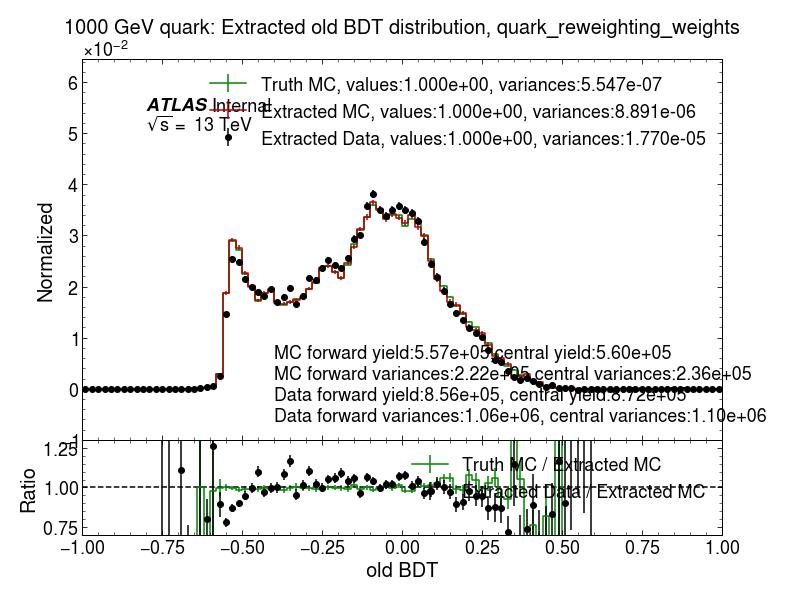 1000 GeV quark: Extracted old BDT distribution, quark_reweighting_weights
×10⁻²
Truth MC, values:1.000e+00, variances:5.547e-07
ATLAS Internal
Extracted MC, values:1.000e+00, variances:8.891e-06
√s = 13 TeV
Extracted Data, values:1.000e+00, variances:1.770e-05
6
5
4
3
2
1
0
Normalized
MC forward yield:5.57e+05, central yield:5.60e+05
MC forward variances:2.22e+05, central variances:2.36e+05
Data forward yield:8.56e+05, central yield:8.72e+05
Data forward variances:1.06e+06, central variances:1.10e+06
1.25
1.00
0.75
Ratio
Truth MC / Extracted MC
Extracted Data / Extracted MC
−1.00 −0.75 −0.50 −0.25 0.00 0.25 0.50 0.75 1.00
old BDT